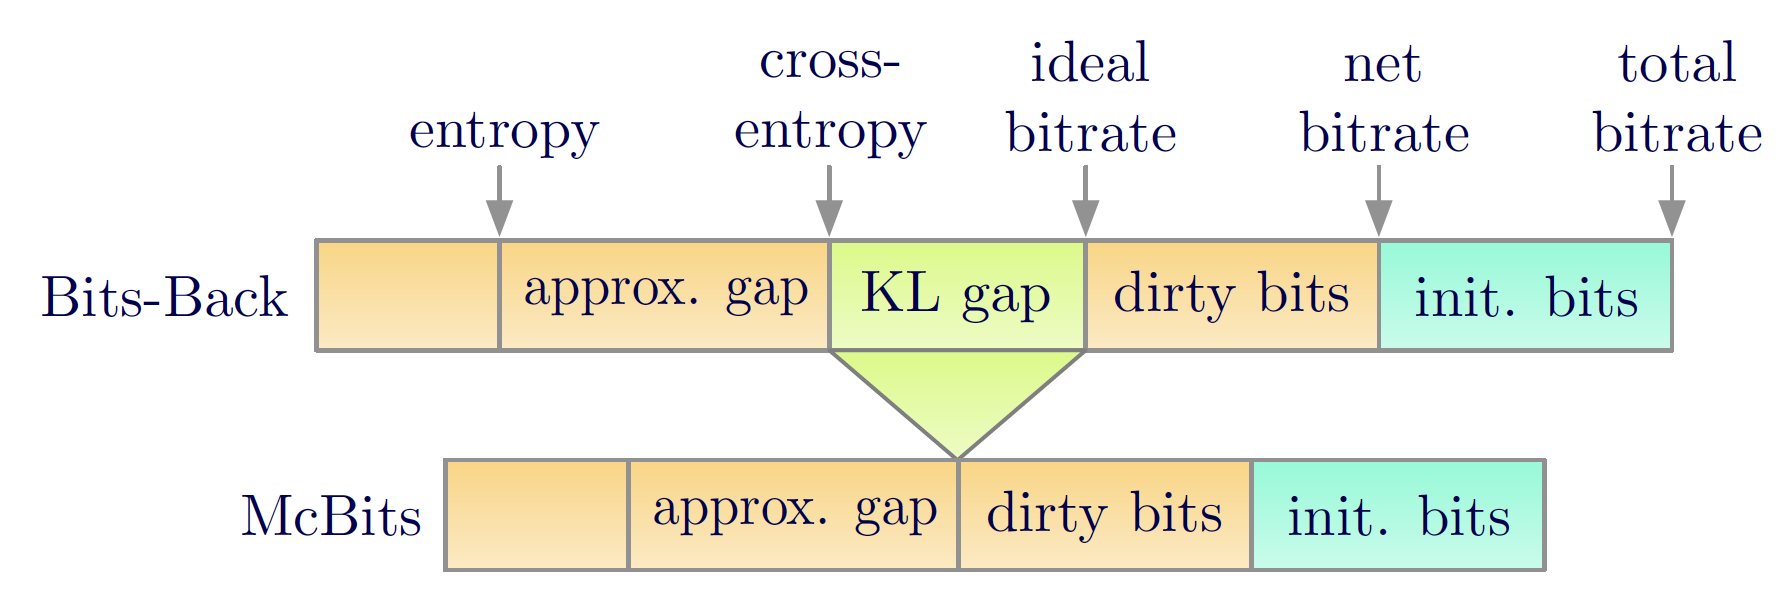 cross- ideal net total
entropy entropy bitrate bitrate bitrate
Bits-Back approx. gap KL gap dirty bits init. bits
McBits approx. gap dirty bits init. bits